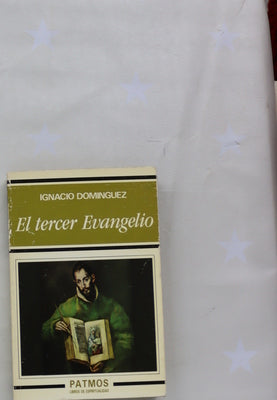 IGNACIO DOMINGUEZ
El tercer Evangelio
PATMOS
LIBROS DE ESPIRITUALIDAD